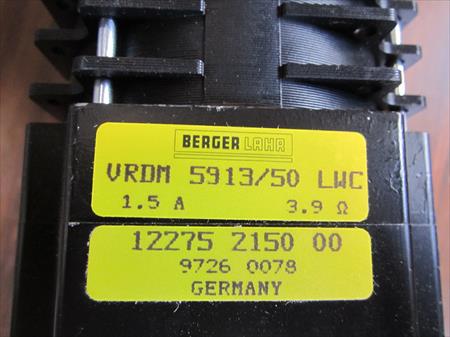 BERGER LAHR
VRDM 5913/50 LWC
1.5 A 3.9 Ω
12275 2150 00
9726 0078
GERMANY